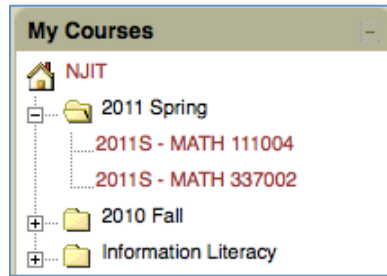 My Courses
NJIT
2011 Spring
2011S - MATH 111004
2011S - MATH 337002
2010 Fall
Information Literacy